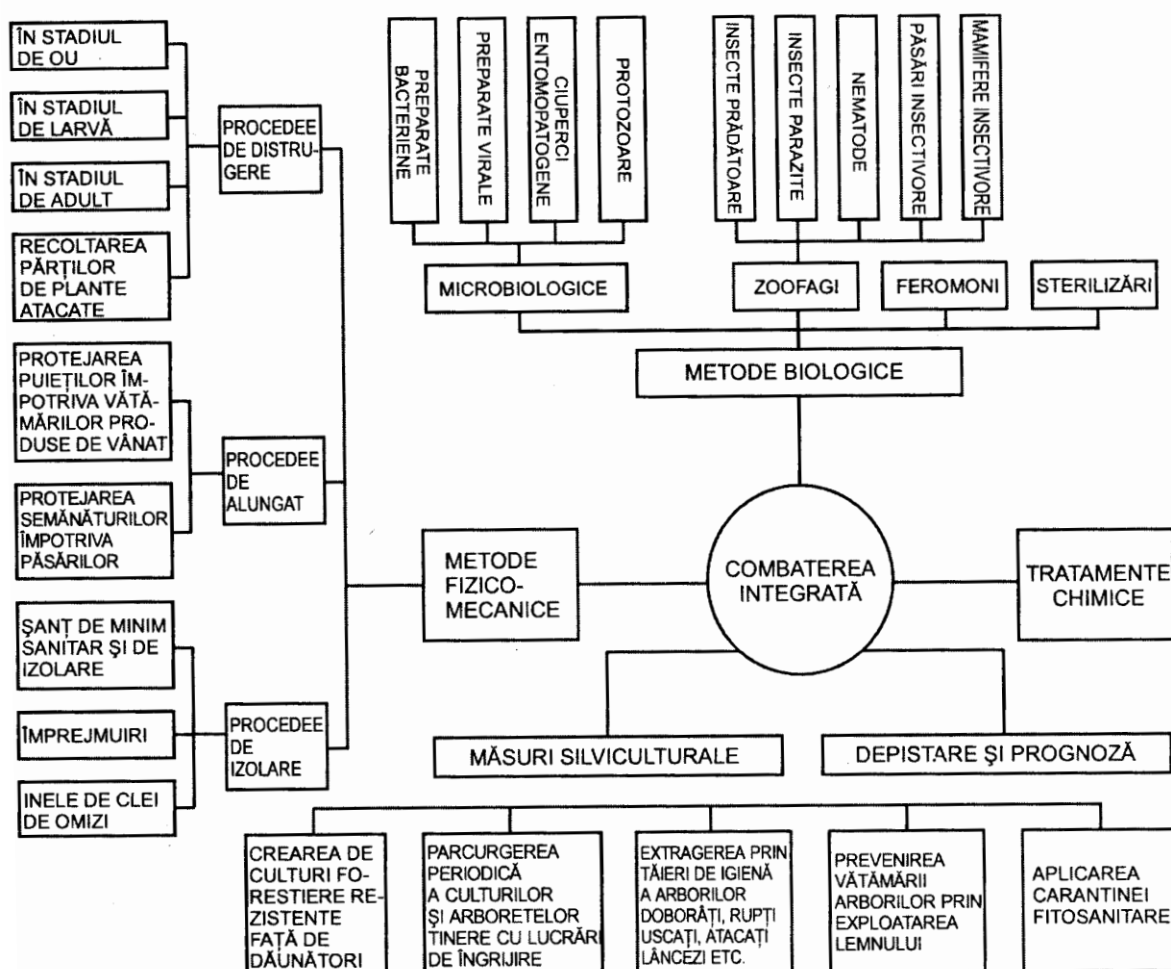 ÎN STADIUL
DE OU
ÎN STADIUL
DE LARVĂ
ÎN STADIUL
DE ADULT
RECOLTAREA
PĂRȚILOR
DE PLANTE
ATACATE
PROCEDEE
DE DISTRU-
GERE
PROTEJAREA
PUIEȚILOR ÎM-
POTRIVA VĂTĂ-
MĂRILOR PRO-
DUSE DE VÂNAT
PROTEJAREA
SEMĂNĂTURILOR
ÎMPOTRIVA
PĂSĂRILOR
PROCEDEE
DE
ALUNGAT
ȘANȚ DE MINIM
SANITAR ȘI DE
IZOLARE
ÎMPREJMUIRI
INELE DE CLEI
DE OMIZI
PROCEDEE
DE
IZOLARE
PREPARATE
BACTERIENE
PREPARATE VIRALE
CIUPERCI
ENTOMOPATOGENE
PROTOZOARE
INSECTE PRĂDĂTOARE
INSECTE PARAZITE
NEMATODE
PĂSĂRI INSECTIVORE
MAMIFERE INSECTIVORE
MICROBIOLOGICE
ZOOFAGI
FEROMONI
STERILIZĂRI
METODE BIOLOGICE
METODE
FIZICO-
MECANICE
COMBATEREA
INTEGRATĂ
TRATAMENTE
CHIMICE
MĂSURI SILVICULTURALE
DEPISTARE ȘI PROGNOZĂ
CREAREA DE
CULTURI FO-
RESTIERE RE-
ZISTENTE
FAȚĂ DE
DĂUNĂTORI
PARCURGEREA
PERIODICĂ
A CULTURILOR
ȘI ARBORETELOR
TINERE CU LUCRĂRI
DE ÎNGRIJIRE
EXTRAGEREA PRIN
TĂIERI DE IGIENĂ
A ARBORILOR
DOBORÂȚI, RUPȚI
USCAȚI, ATACAȚI
LÂNCEZI ETC.
PREVENIREA
VĂTĂMĂRII
ARBORILOR PRIN
EXPLOATAREA
LEMNULUI
APLICAREA
CARANTINEI
FITOSANITARE